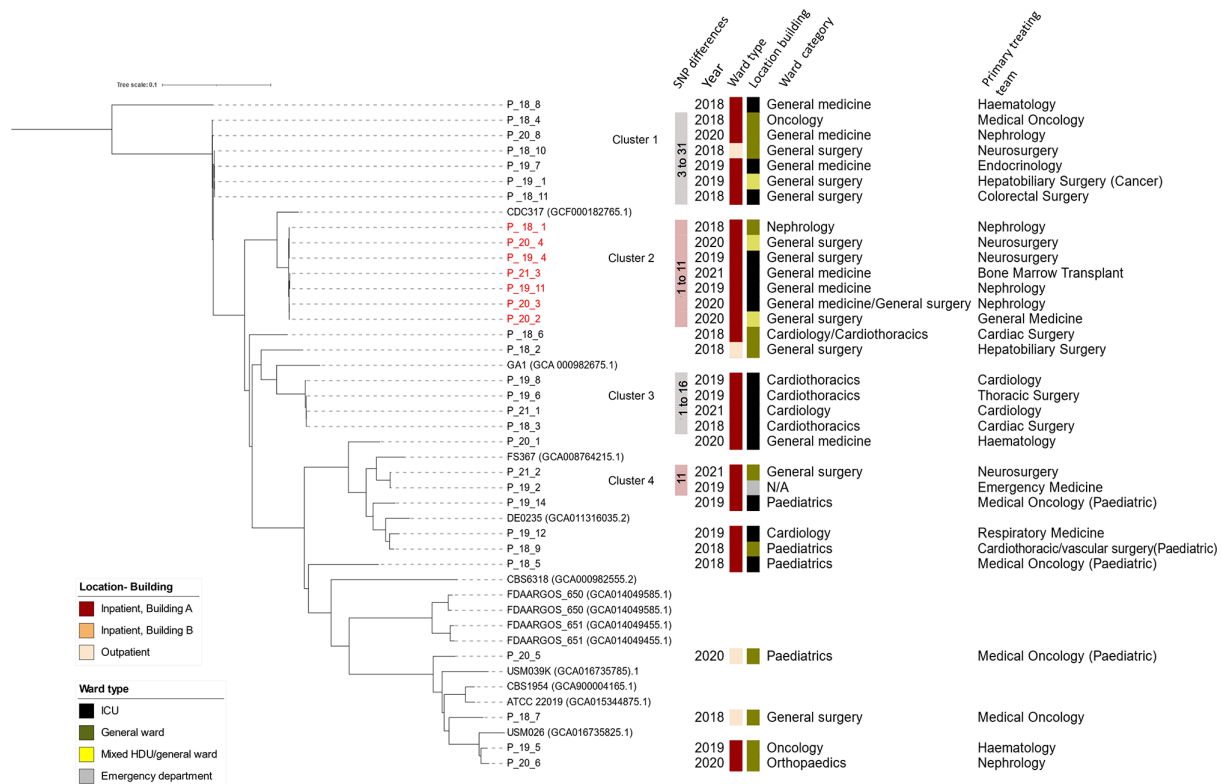 SNP differences
Year
Ward type
Location building
Ward category
Primary treating team
Tree scale: 0.1
P_18_8 2018 General medicine Haematology
P_18_4 2018 Oncology Medical Oncology
P_20_8 2020 General medicine Nephrology
Cluster 1
3 to 31
P_18_10 2018 General surgery Neurosurgery
P_19_7 2019 General medicine Endocrinology
P_19 _1 2019 General surgery Hepatobiliary Surgery (Cancer)
P_18_11 2018 General surgery Colorectal Surgery
CDC317 (GCF000182765.1)
P_ 18_ 1 2018 Nephrology Nephrology
P_20_ 4 2020 General surgery Neurosurgery
P_ 19_ 4 2019 General surgery Neurosurgery
Cluster 2
1 to 11
P_21_3 2021 General medicine Bone Marrow Transplant
P_19_11 2019 General medicine Nephrology
P_20_3 2020 General medicine/General surgery Nephrology
P_20_2 2020 General surgery General Medicine
P _18_6 2018 Cardiology/Cardiothoracics Cardiac Surgery
P_18_2 2018 General surgery Hepatobiliary Surgery
GA1 (GCA 000982675.1)
P_19_8 2019 Cardiothoracics Cardiology
P_19_6 2019 Cardiothoracics Thoracic Surgery
Cluster 3
1 to 16
P_21_1 2021 Cardiology Cardiology
P_18_3 2018 Cardiothoracics Cardiac Surgery
P_20_1 2020 General medicine Haematology
FS367 (GCA008764215.1)
P_21_2 2021 General surgery Neurosurgery
Cluster 4
11
P_19_2 2019 N/A Emergency Medicine
P_19_14 2019 Paediatrics Medical Oncology (Paediatric)
DE0235 (GCA011316035.2)
P_19_12 2019 Cardiology Respiratory Medicine
P_18_9 2018 Paediatrics Cardiothoracic/vascular surgery(Paediatric)
P_18_5 2018 Paediatrics Medical Oncology (Paediatric)
CBS6318 (GCA000982555.2)
FDAARGOS_650 (GCA014049585.1)
FDAARGOS_650 (GCA014049585.1)
FDAARGOS_651 (GCA014049455.1)
FDAARGOS_651 (GCA014049455.1)
P_20_5 2020 Paediatrics Medical Oncology (Paediatric)
USM039K (GCA016735785).1
CBS1954 (GCA900004165.1)
ATCC 22019 (GCA015344875.1)
P_18_7 2018 General surgery Medical Oncology
USM026 (GCA016735825.1)
P_19_5 2019 Oncology Haematology
P_20_6 2020 Orthopaedics Nephrology
Location- Building
Inpatient, Building A
Inpatient, Building B
Outpatient
Ward type
ICU
General ward
Mixed HDU/general ward
Emergency department